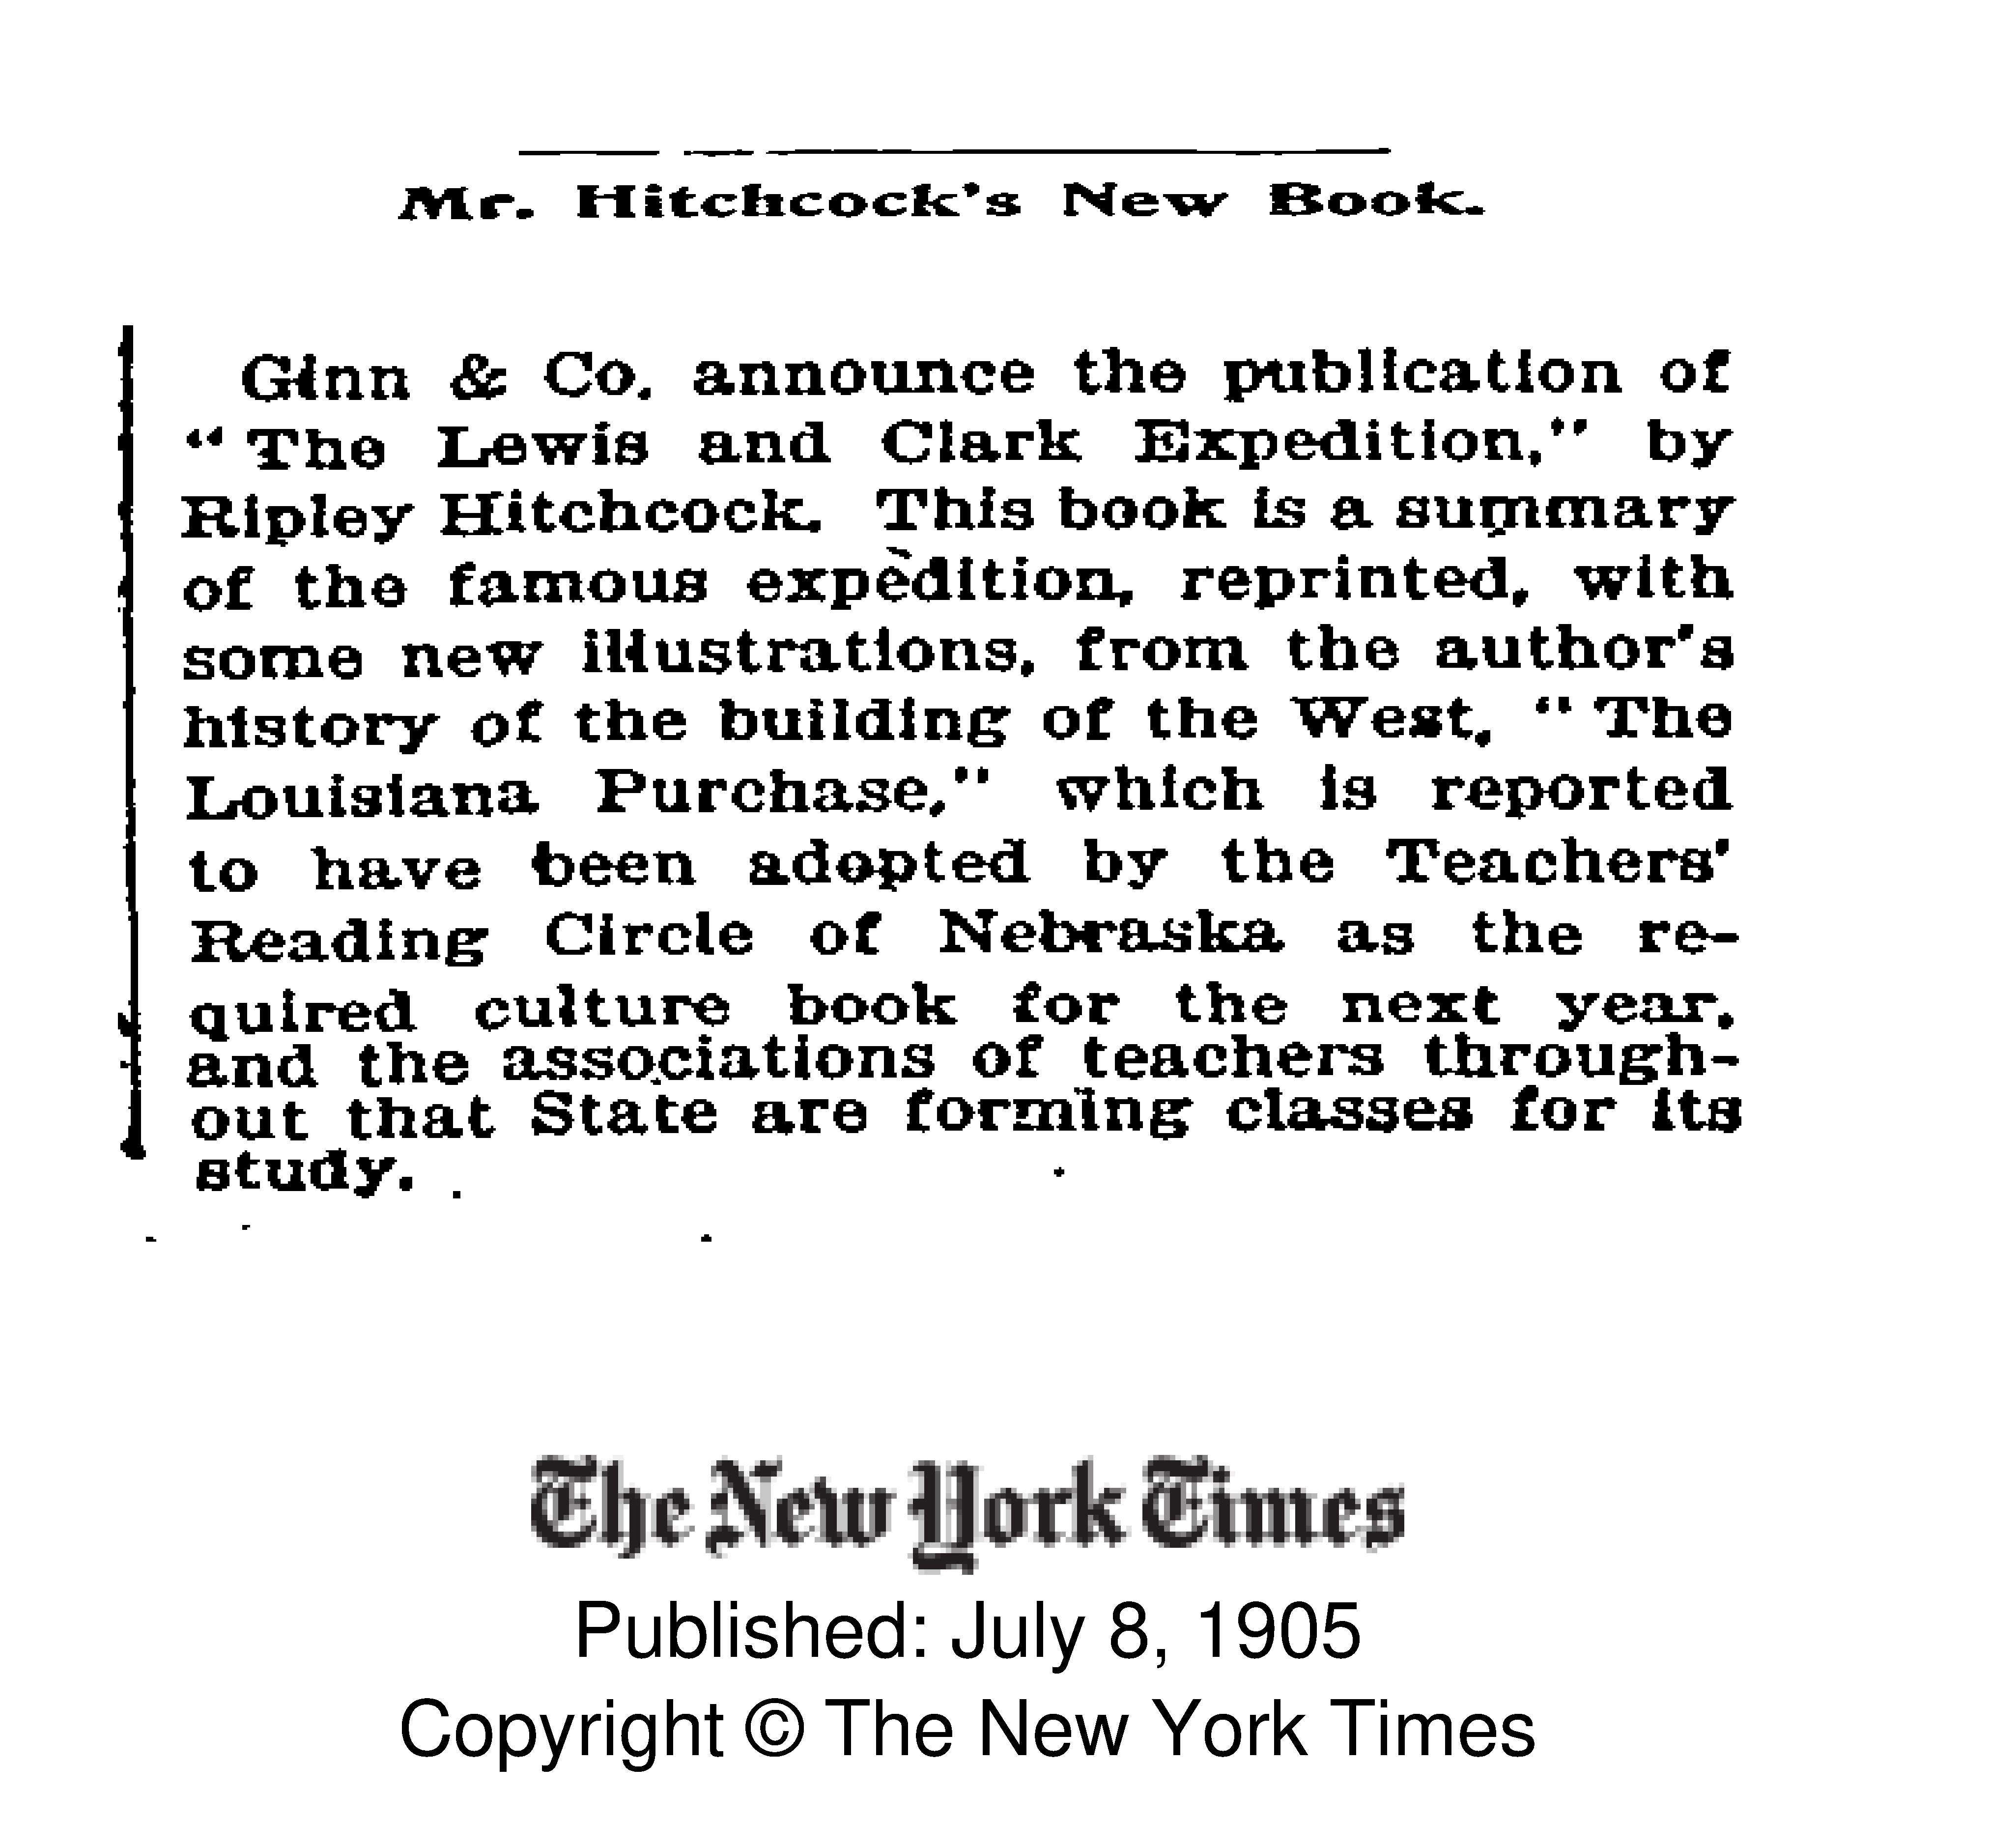 Mr. Hitchcock's New Book.
Ginn & Co. announce the publication of
"The Lewis and Clark Expedition," by
Ripley Hitchcock. This book is a summary
of the famous expedition, reprinted, with
some new illustrations, from the author's
history of the building of the West, "The
Louisiana Purchase," which is reported
to have been adopted by the Teachers'
Reading Circle of Nebraska as the re-
quired culture book for the next year,
and the associations of teachers through-
out that State are forming classes for its
study.
The New York Times
Published: July 8, 1905
Copyright © The New York Times